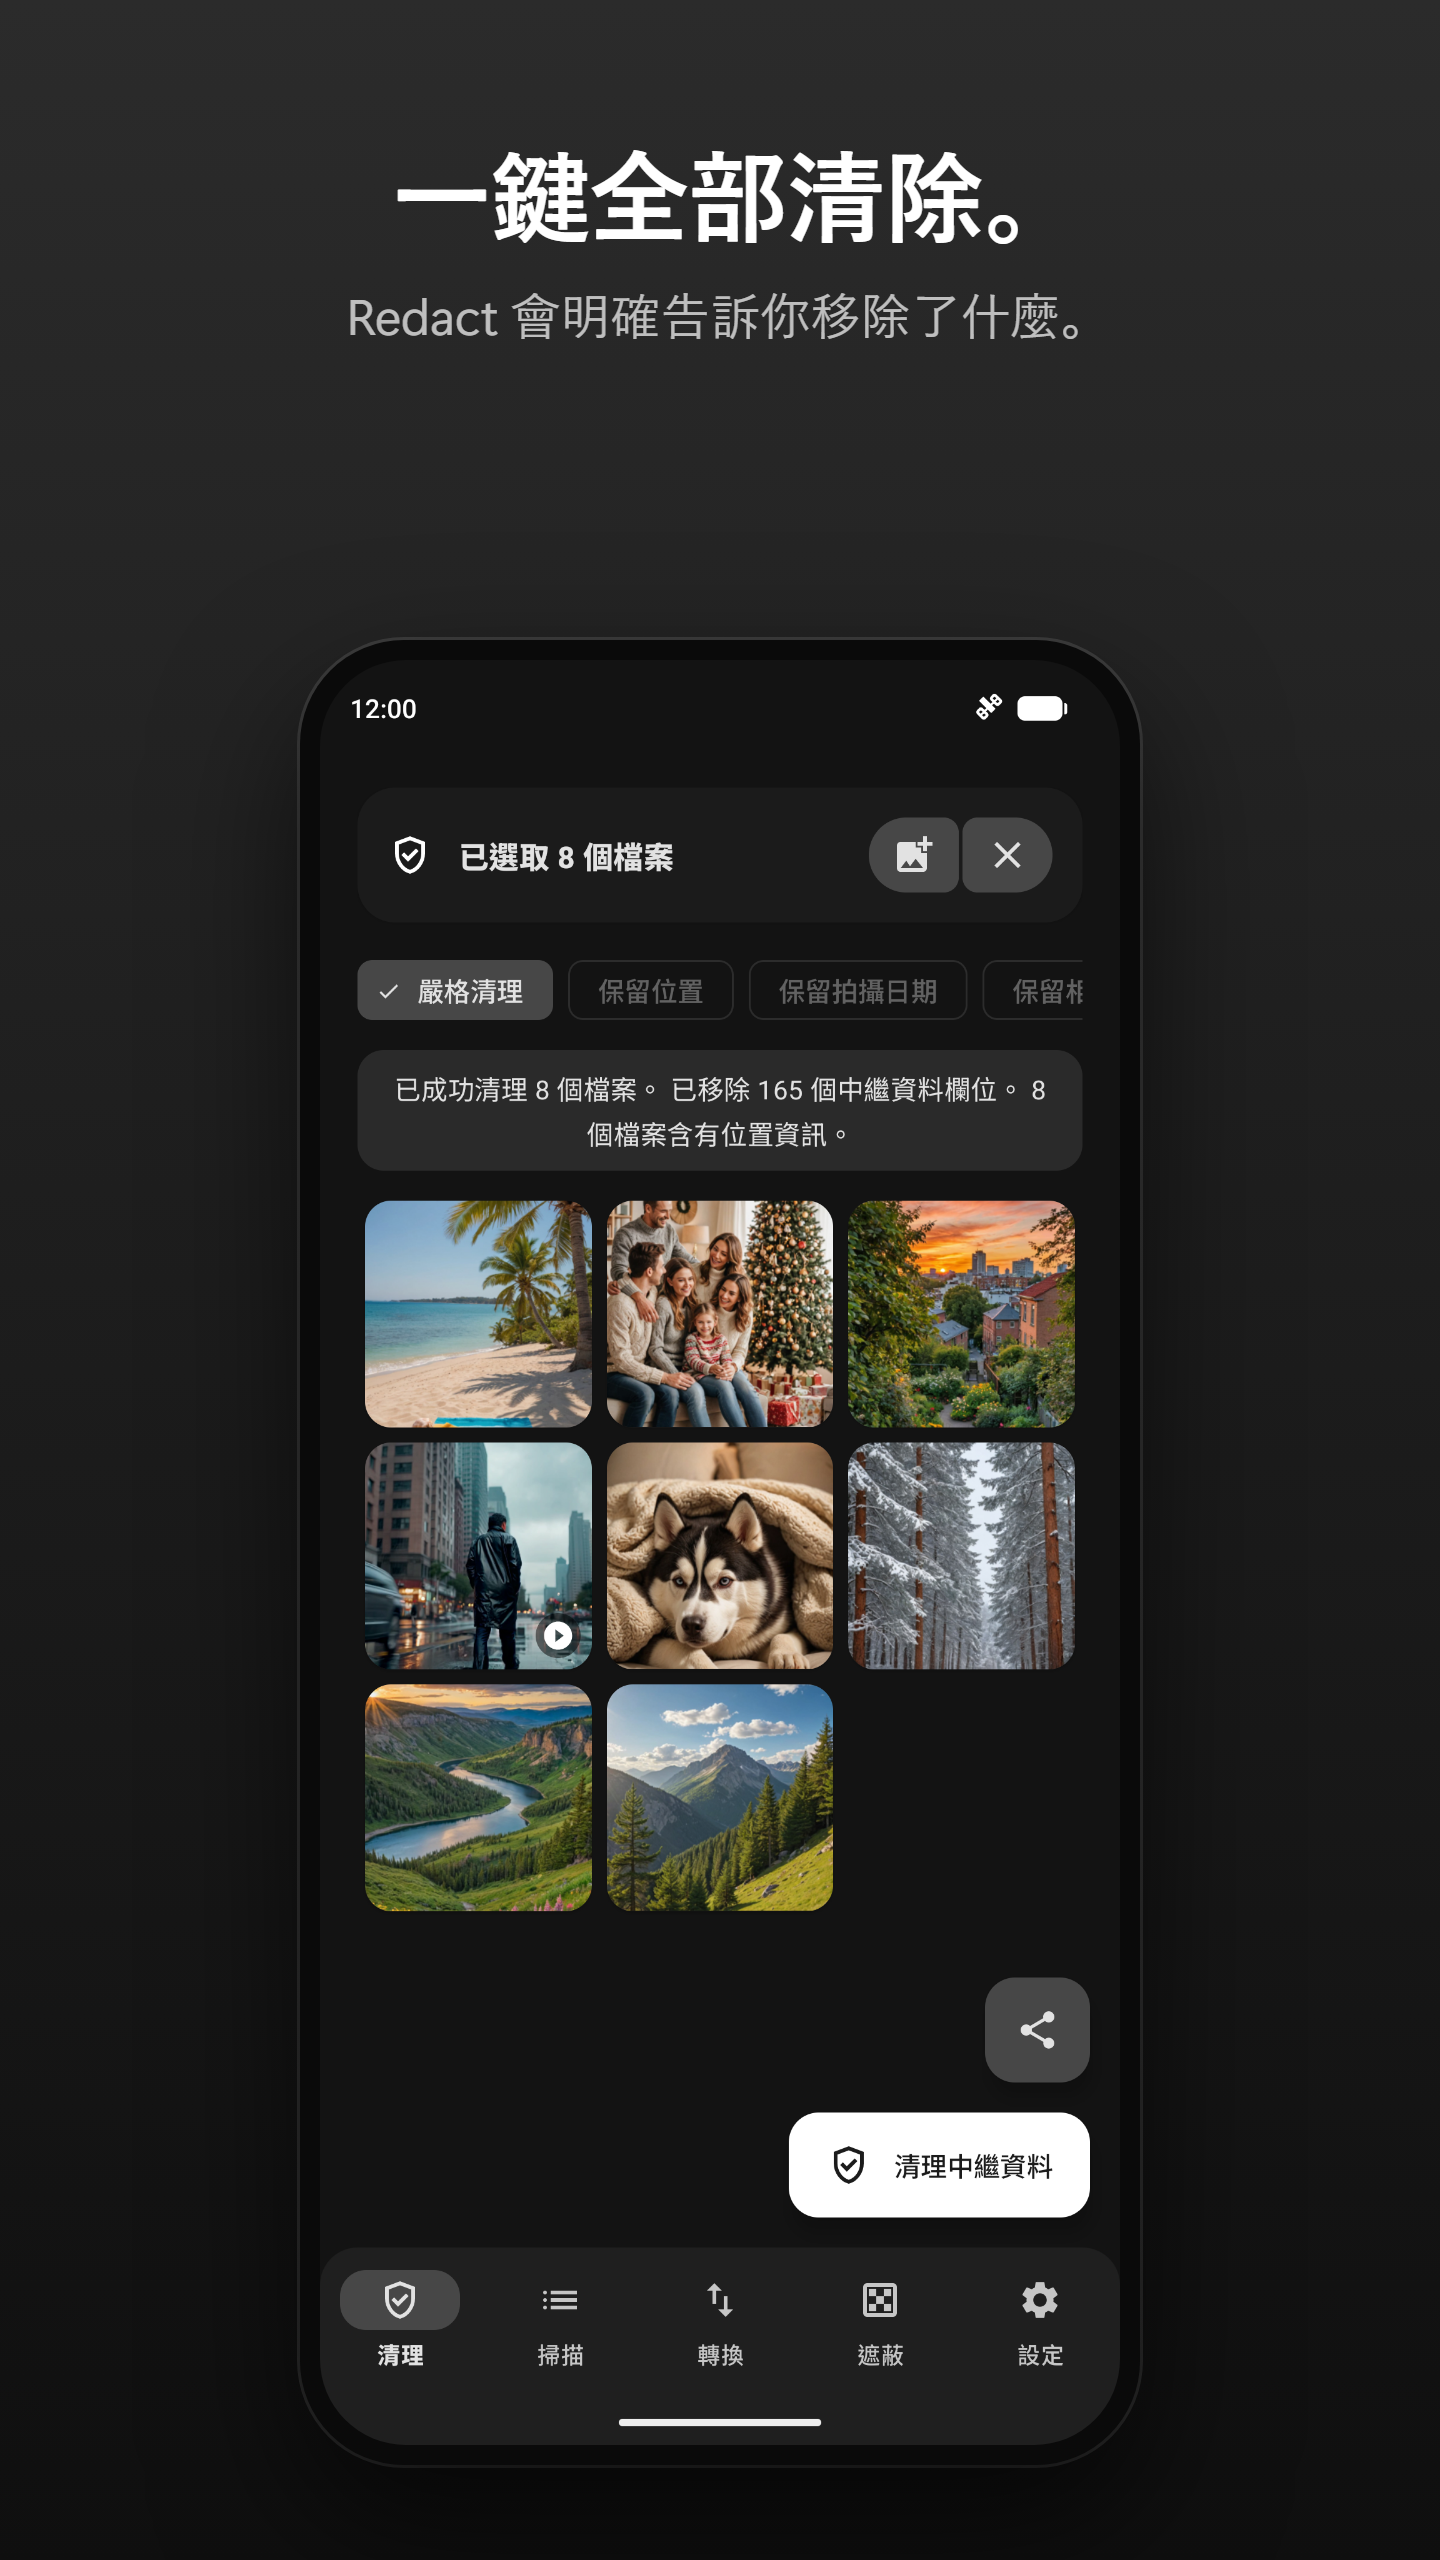 一鍵全部清除。
Redact 會明確告訴你移除了什麼。
12:00
已選取 8 個檔案
嚴格清理
保留位置
保留拍攝日期
保留相
已成功清理 8 個檔案。 已移除 165 個中繼資料欄位。 8
個檔案含有位置資訊。
清理中繼資料
清理
掃描
轉換
遮蔽
設定